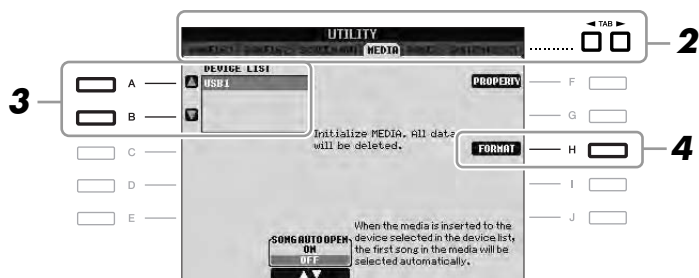 UTILITY
MEDIA
◄ TAB ►
2
DEVICE LIST
USB1
3
A
B
C
D
E
PROPERTY
F
G
Initialize MEDIA. All data
will be deleted.
FORMAT
H
4
I
J
SONG AUTO OPEN
ON
OFF
When the media is inserted to the
device selected in the device list,
the first song in the media will be
selected automatically.